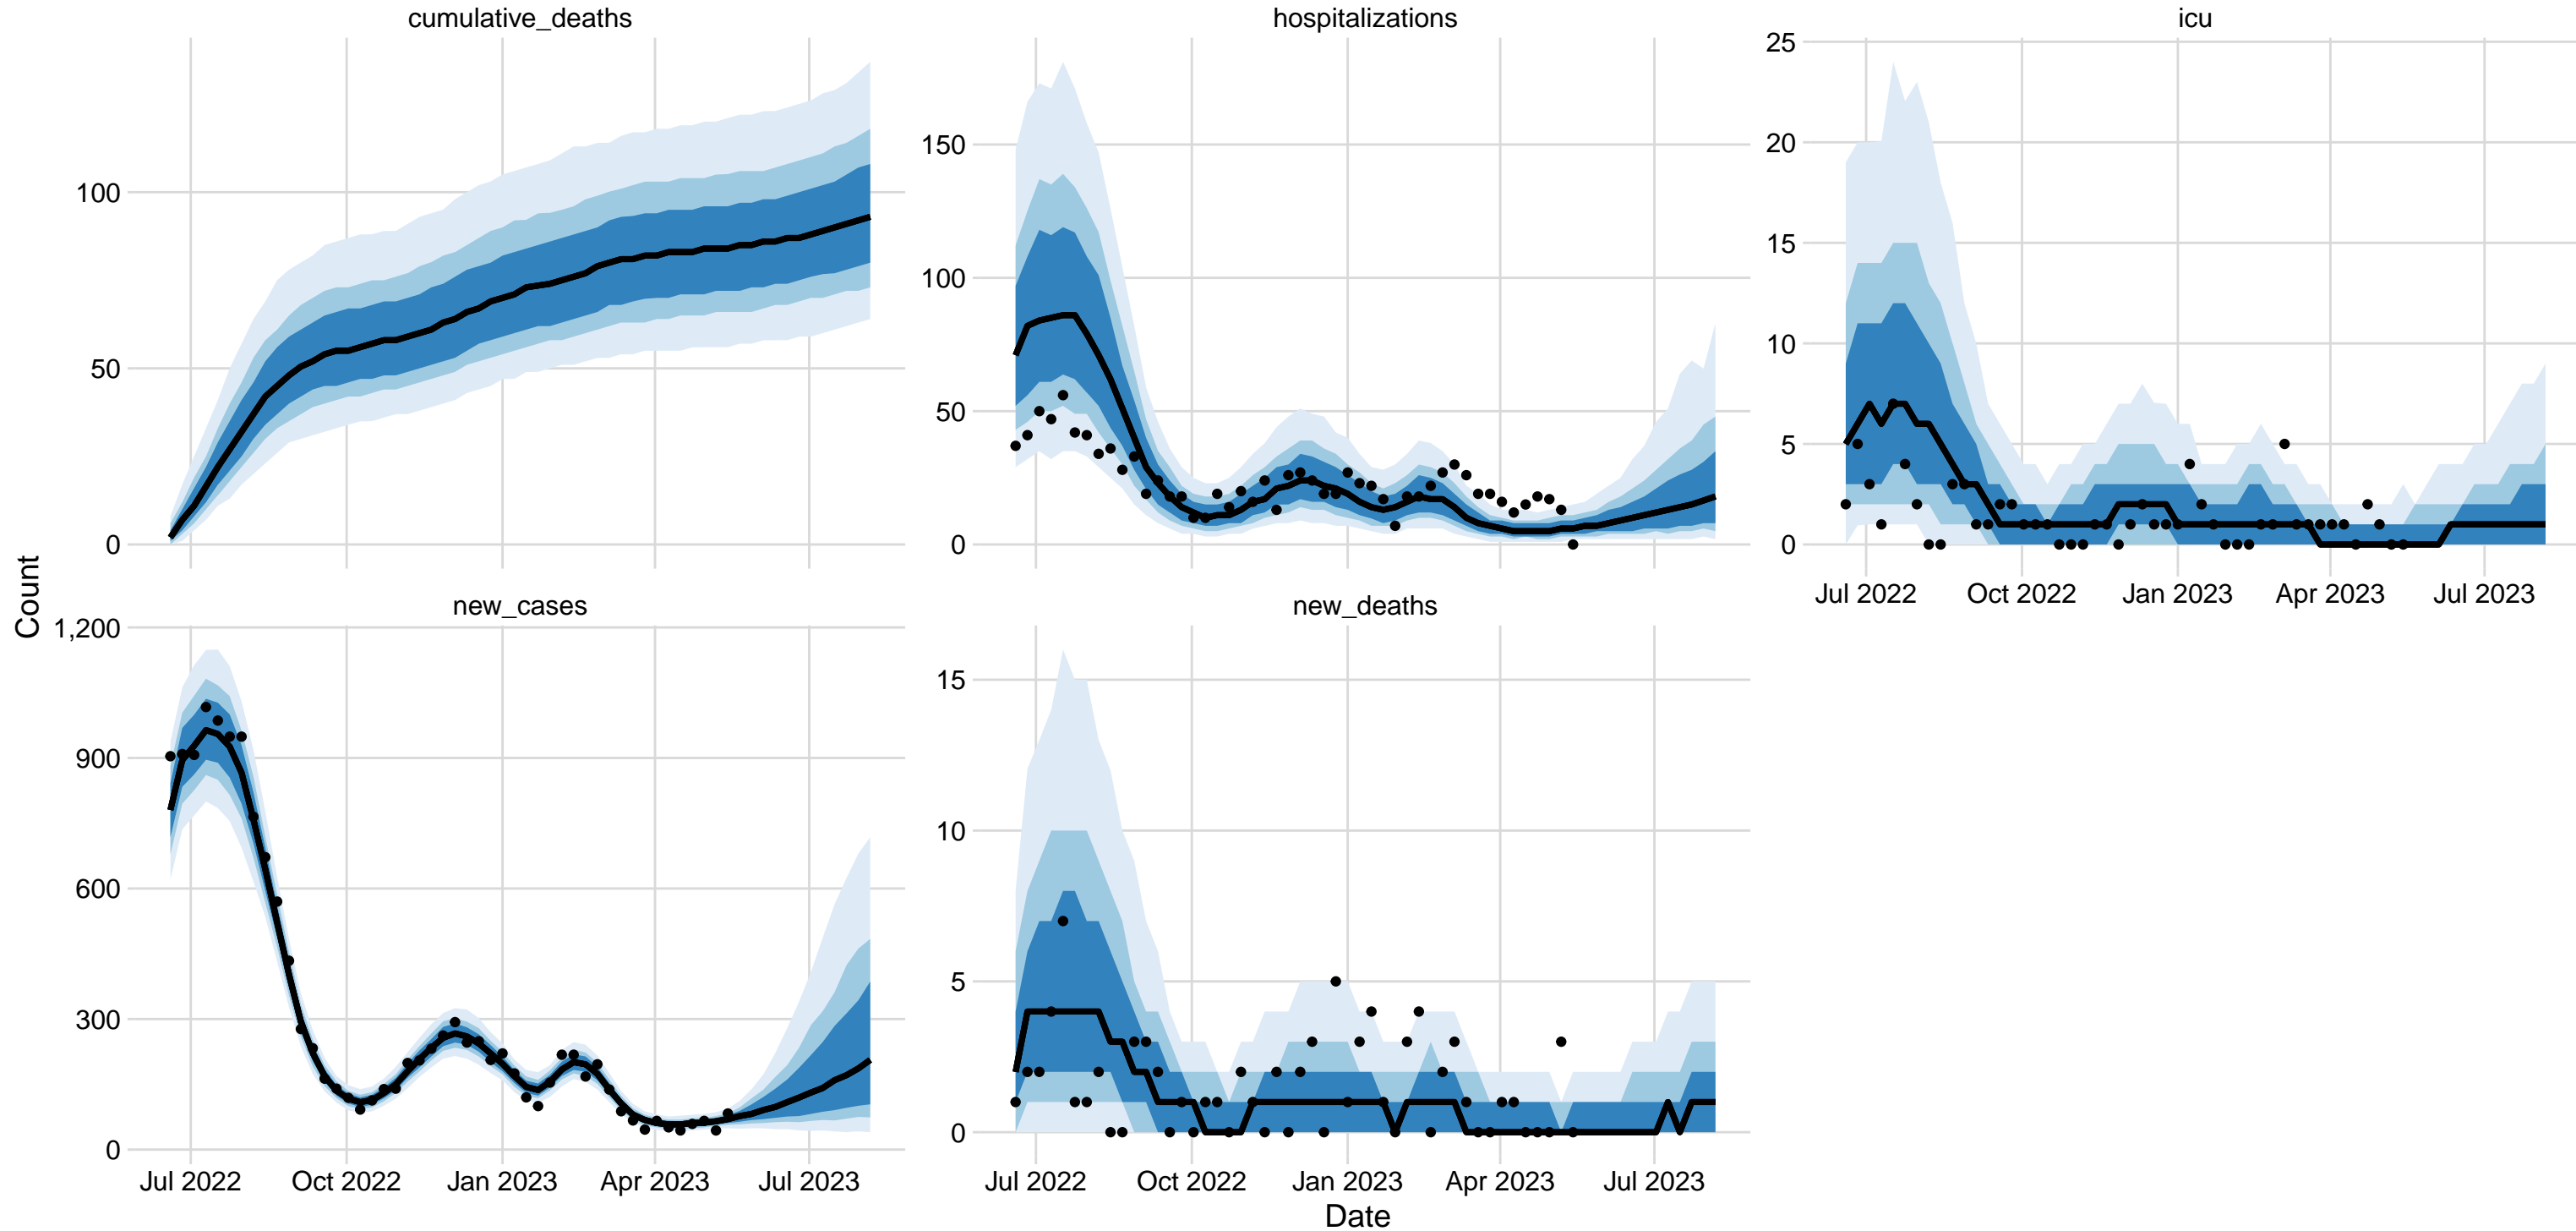 cumulative_deaths
hospitalizations
icu
100
50
0
150
100
50
0
25
20
15
10
5
0
Jul 2022 Oct 2022 Jan 2023 Apr 2023 Jul 2023
Count
new_cases
new_deaths
1,200
900
600
300
0
15
10
5
0
Jul 2022 Oct 2022 Jan 2023 Apr 2023 Jul 2023
Jul 2022 Oct 2022 Jan 2023 Apr 2023 Jul 2023
Date